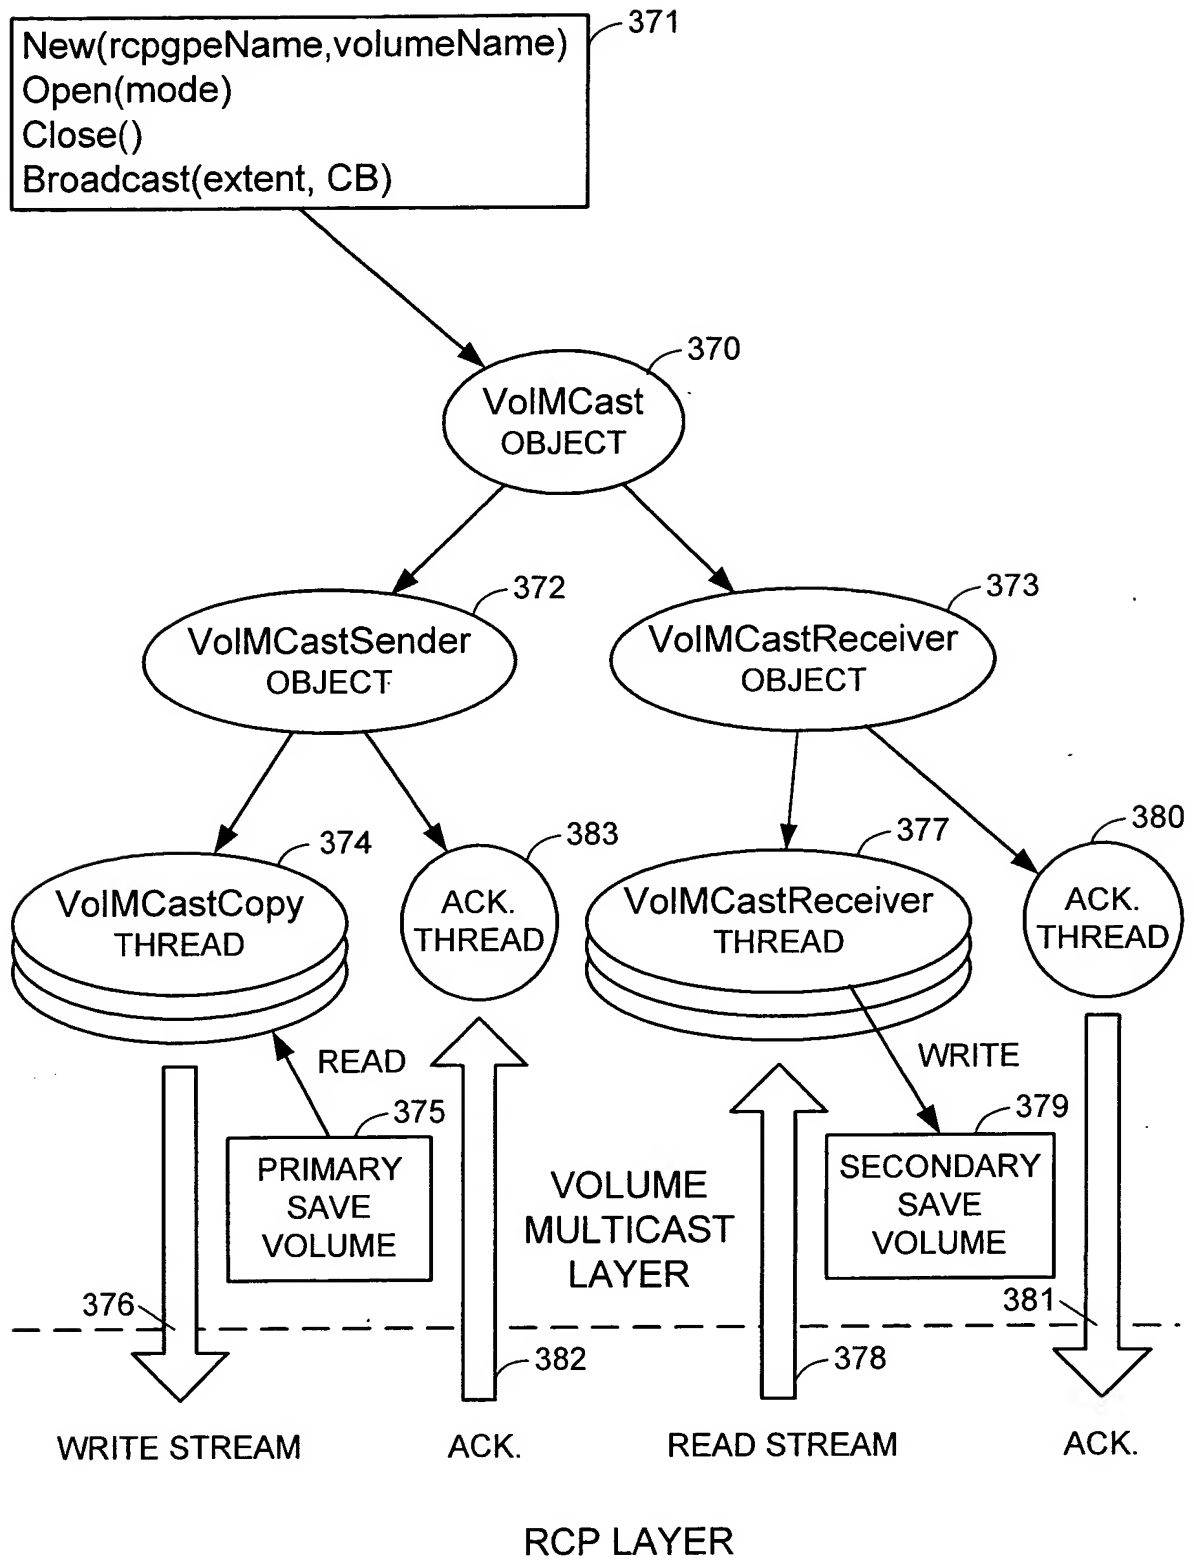 371
New(rcpgpeName,volumeName)
Open(mode)
Close()
Broadcast(extent, CB)
370
VolMCast
OBJECT
372
VolMCastSender
OBJECT
373
VolMCastReceiver
OBJECT
374
VolMCastCopy
THREAD
383
ACK.
THREAD
377
VolMCastReceiver
THREAD
380
ACK.
THREAD
READ
WRITE
375
PRIMARY
SAVE
VOLUME
VOLUME
MULTICAST
LAYER
379
SECONDARY
SAVE
VOLUME
376
381
382
378
WRITE STREAM
ACK.
READ STREAM
ACK.
RCP LAYER